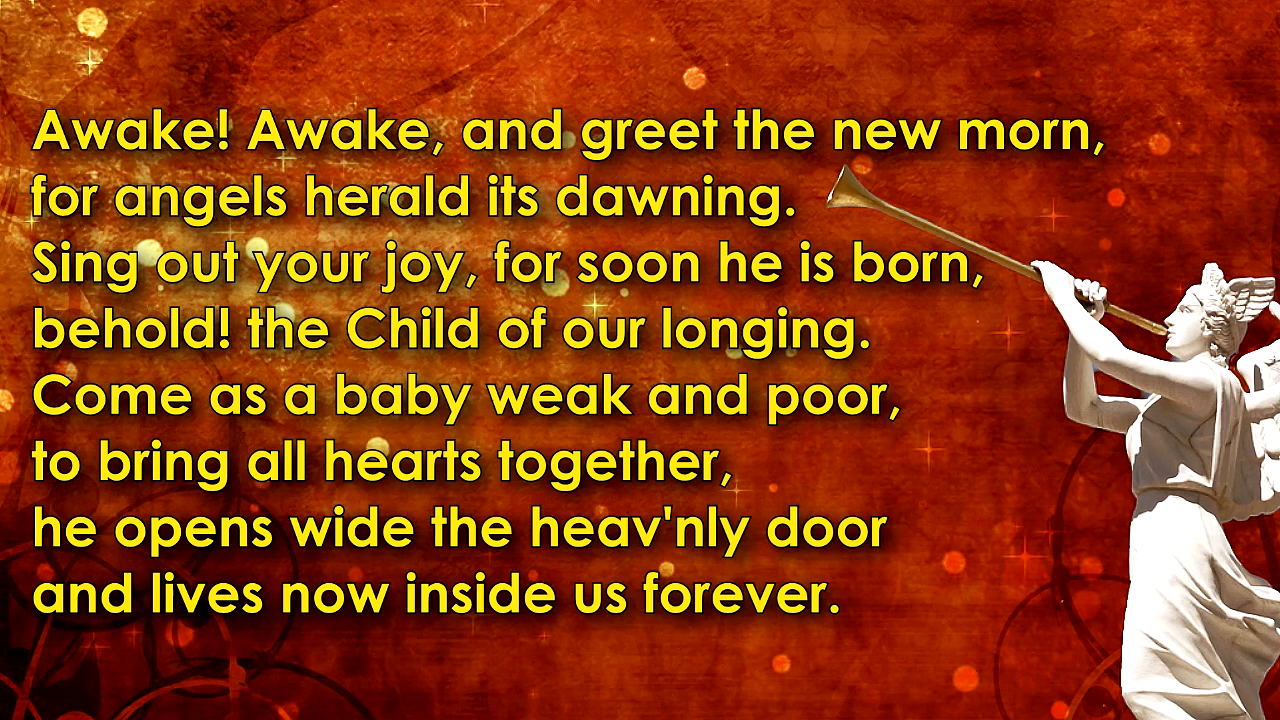 Awake! Awake, and greet the new morn,
for angels herald its dawning.
Sing out your joy, for soon he is born,
behold! the Child of our longing.
Come as a baby weak and poor,
to bring all hearts together,
he opens wide the heav'nly door
and lives now inside us forever.